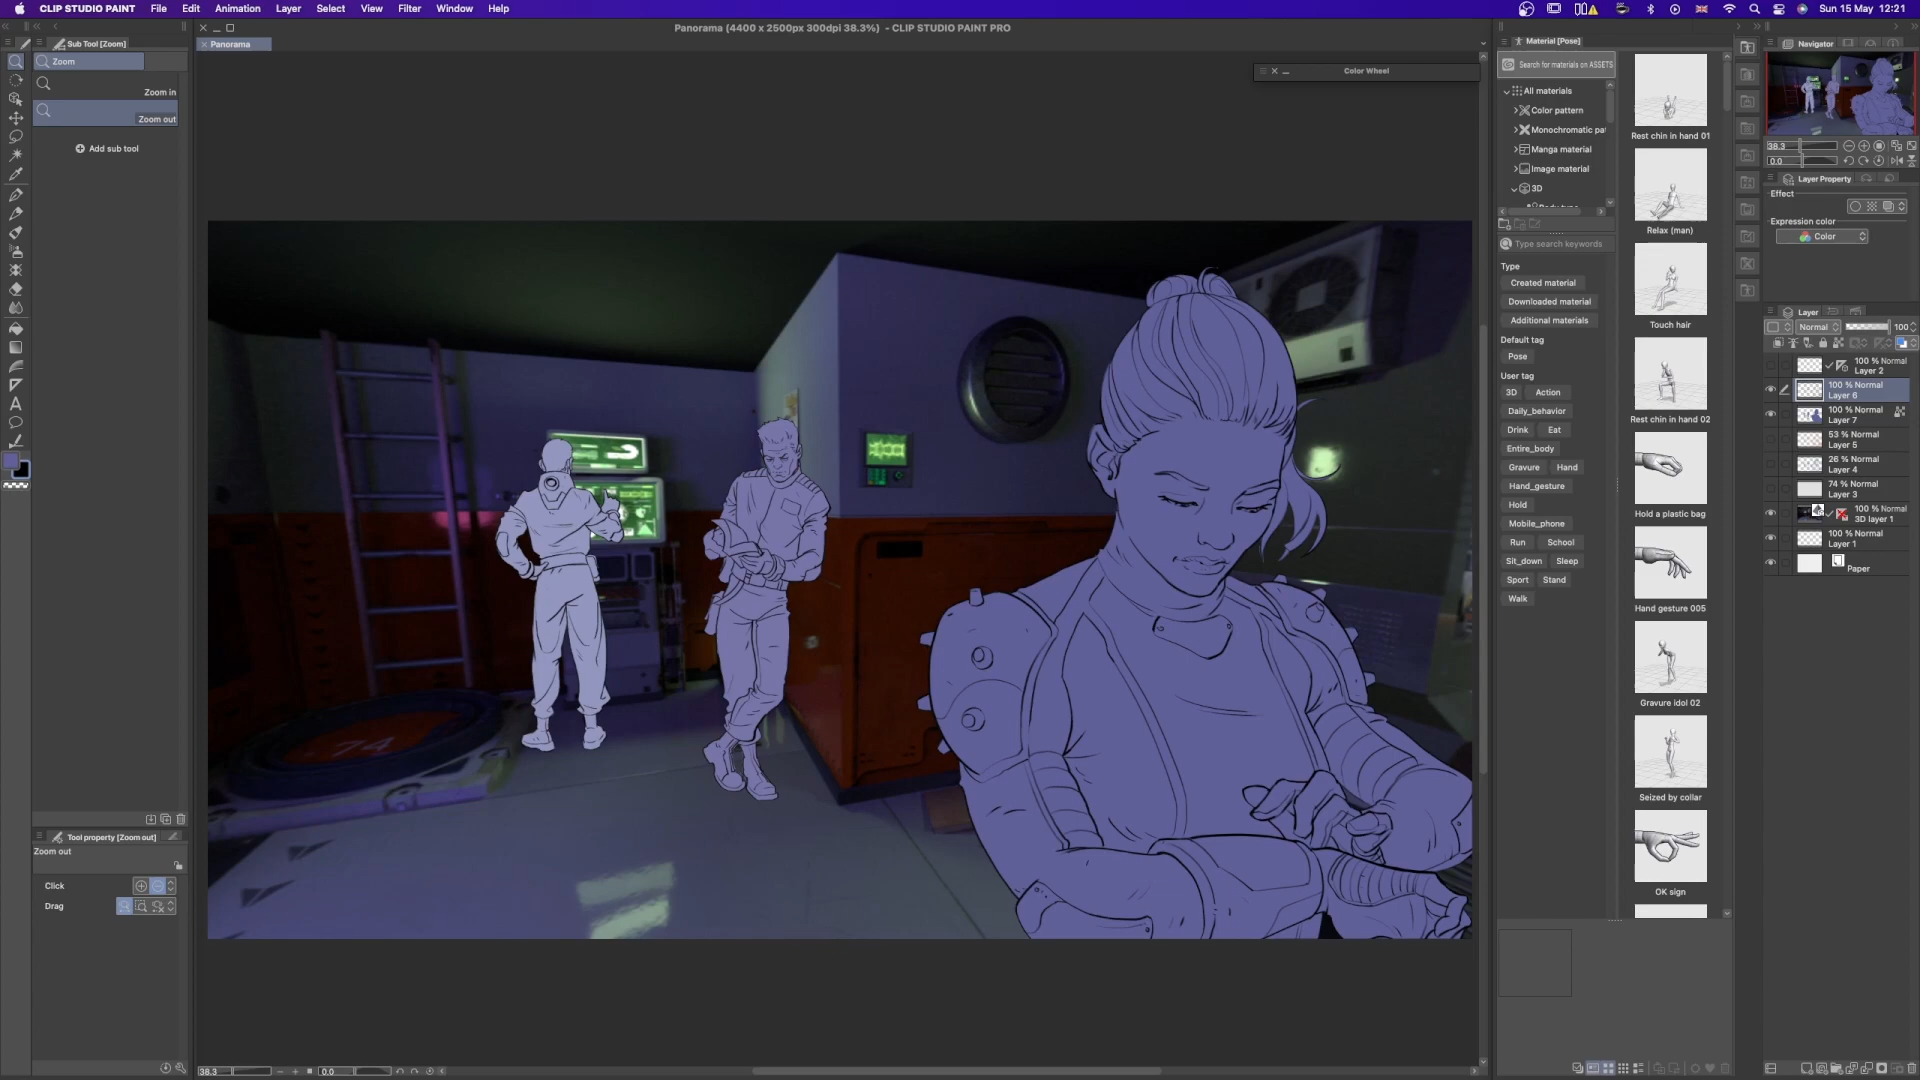 CLIP STUDIO PAINT File Edit Animation Layer Select View Filter Window Help Sun 15 May 12:21
Panorama (4400 x 2500px 300dpi 38.3%) - CLIP STUDIO PAINT PRO
Sub Tool [Zoom]
Zoom
Zoom in
Zoom out
Add sub tool
Tool property [Zoom out]
Zoom out
Click
Drag
Panorama
Color Wheel
74
38.3
0.0
Material [Pose]
Search for materials on ASSETS
All materials
Color pattern
Monochromatic pat
Manga material
Image material
3D
Type search keywords
Type
Created material
Downloaded material
Additional materials
Default tag
Pose
User tag
3D Action
Daily_behavior
Drink Eat
Entire_body
Gravure Hand
Hand_gesture
Hold
Mobile_phone
Run School
Sit_down Sleep
Sport Stand
Walk
Rest chin in hand 01
Relax (man)
Touch hair
Rest chin in hand 02
Hold a plastic bag
Hand gesture 005
Gravure idol 02
Seized by collar
OK sign
Navigator
38.3
0.0
Layer Property
Effect
Expression color
Color
Layer
Normal 100
100 % Normal
Layer 2
100 % Normal
Layer 6
100 % Normal
Layer 7
53 % Normal
Layer 5
26 % Normal
Layer 4
74 % Normal
Layer 3
100 % Normal
3D layer 1
100 % Normal
Layer 1
Paper